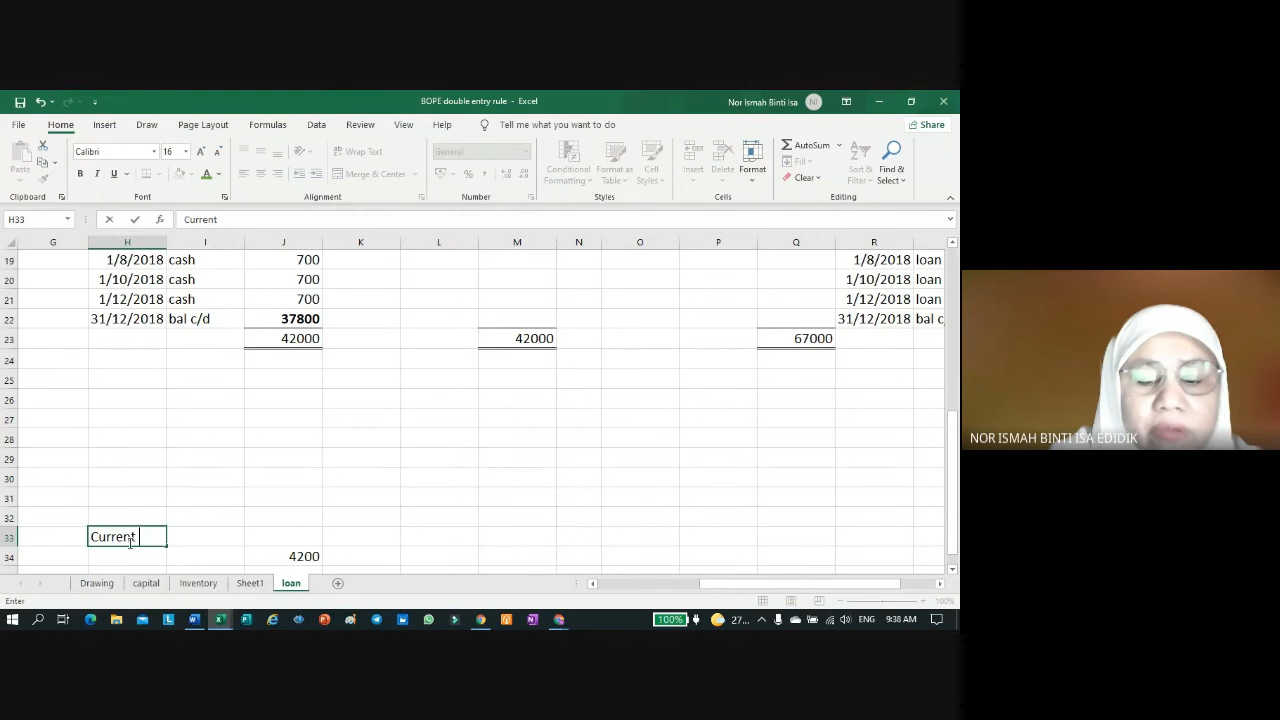 BOPE double entry rule - Excel
Nor Ismah Binti Isa NI
File Home Insert Draw Page Layout Formulas Data Review View Help Tell me what you want to do Share
Paste Calibri 16 Wrap Text General Conditional Format as Cell Insert Delete Format AutoSum Sort & Find &
B I U Merge & Center Formatting Table Styles Fill Filter Select
Clear
Clipboard Font Alignment Number Styles Cells Editing
H33 Current
G H I J K L M N O P Q R
19 1/8/2018 cash 700 1/8/2018 loan
20 1/10/2018 cash 700 1/10/2018 loan
21 1/12/2018 cash 700 1/12/2018 loan
22 31/12/2018 bal c/d 37800 31/12/2018 bal c
23 42000 42000 67000
24
25
26
27
28
29
30
31
32
33 Current
34 4200
Drawing capital Inventory Sheet1 loan
Enter 100%
100% 27... ENG 9:38 AM
NOR ISMAH BINTI ISA EDIDIK